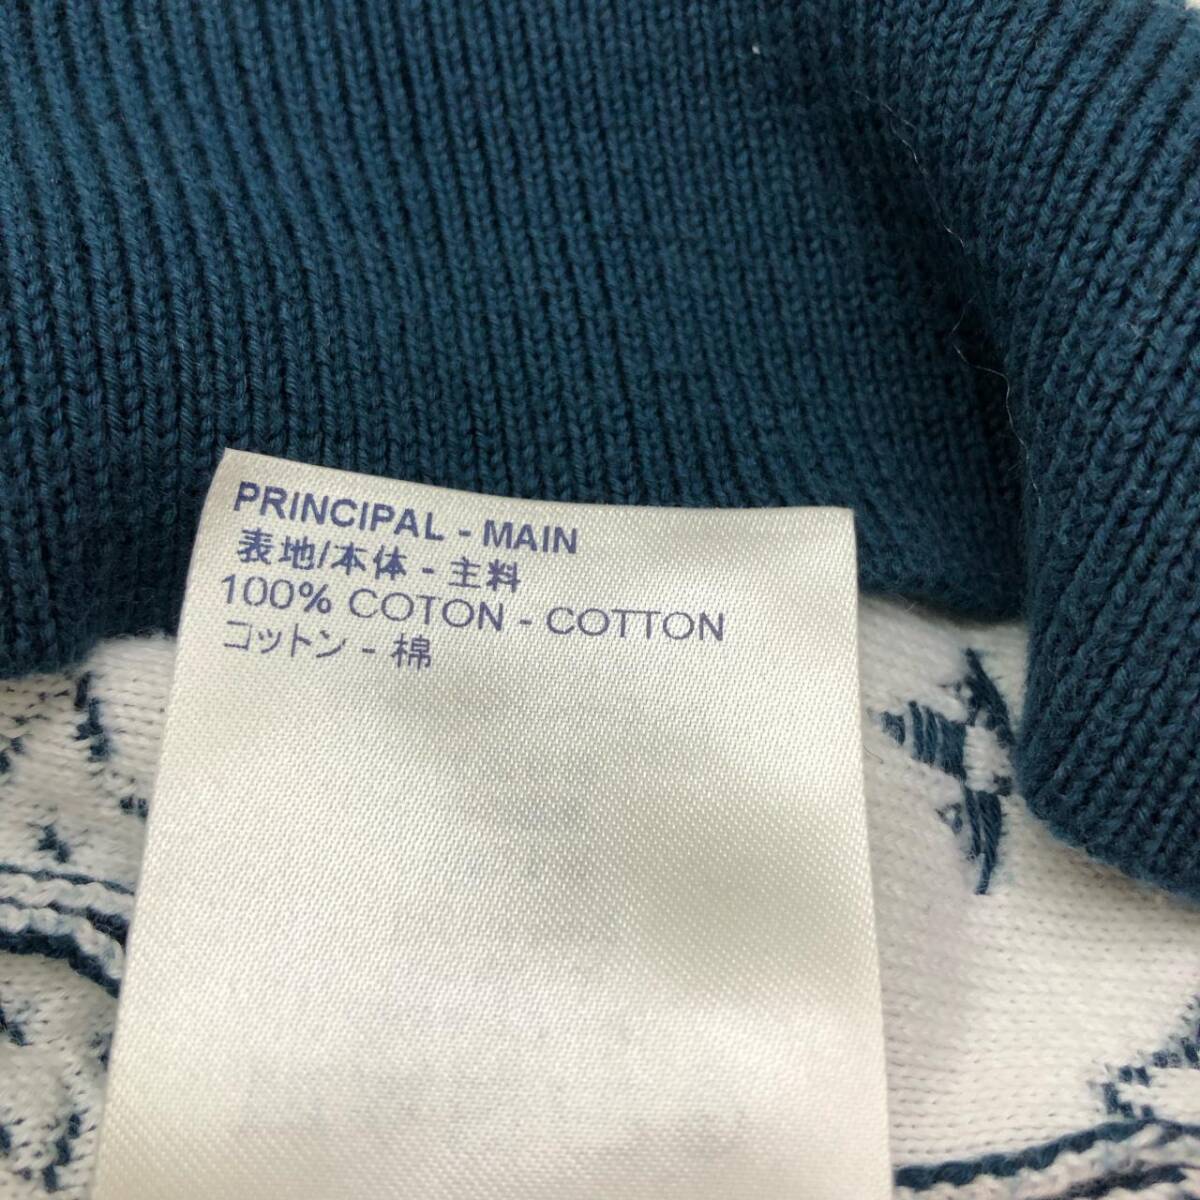 PRINCIPAL - MAIN
表地/本体 - 主料
100% COTON - COTTON
コットン - 棉